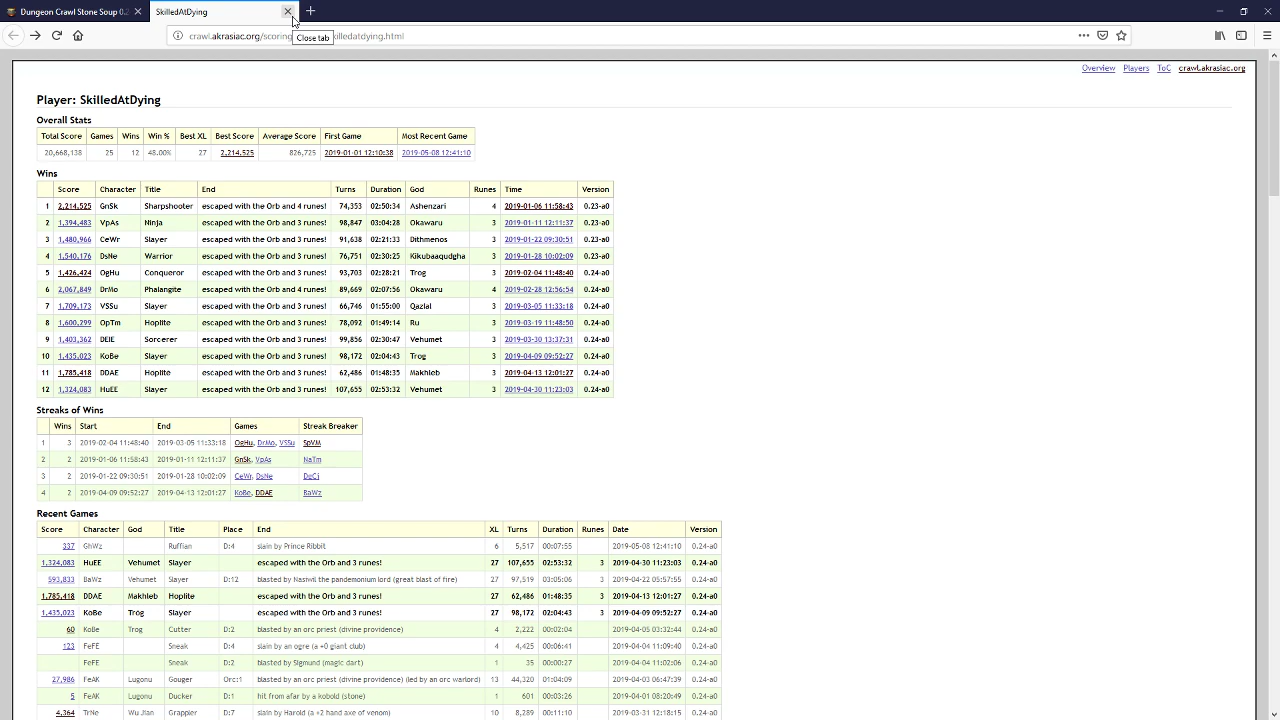 Dungeon Crawl Stone Soup 0.2
SkilledAtDying
crawl.akrasiac.org/scoring
killedatdying.html
Close tab
Overview Players ToC crawl.akrasiac.org
Player: SkilledAtDying
Overall Stats
Total Score Games Wins Win % Best XL Best Score Average Score First Game Most Recent Game
20,668,138 25 12 48.00% 27 2,214,525 826,725 2019-01-01 12:10:38 2019-05-08 12:41:10
Wins
Score Character Title End Turns Duration God Runes Time Version
1 2,214,525 GnSk Sharpshooter escaped with the Orb and 4 runes! 74,353 02:50:34 Ashenzari 4 2019-01-06 11:58:43 0.23-a0
2 1,394,483 VpAs Ninja escaped with the Orb and 3 runes! 98,847 03:04:28 Okawaru 3 2019-01-11 12:11:37 0.23-a0
3 1,480,966 CeWr Slayer escaped with the Orb and 3 runes! 91,638 02:21:33 Dithmenos 3 2019-01-22 09:30:51 0.23-a0
4 1,540,176 DsNe Warrior escaped with the Orb and 3 runes! 76,751 02:30:25 Kikubaaqudgha 3 2019-01-28 10:02:09 0.23-a0
5 1,426,424 OgHu Conqueror escaped with the Orb and 3 runes! 93,703 02:28:21 Trog 3 2019-02-04 11:48:40 0.24-a0
6 2,067,849 DrMo Phalangite escaped with the Orb and 4 runes! 89,669 02:07:56 Okawaru 4 2019-02-28 12:56:54 0.24-a0
7 1,709,173 VSSu Slayer escaped with the Orb and 3 runes! 66,746 01:55:00 Qazlal 3 2019-03-05 11:33:18 0.24-a0
8 1,600,299 OpTm Hoplite escaped with the Orb and 3 runes! 78,092 01:49:14 Ru 3 2019-03-19 11:48:50 0.24-a0
9 1,403,362 DEIE Sorcerer escaped with the Orb and 3 runes! 99,856 02:30:47 Vehumet 3 2019-03-30 13:37:31 0.24-a0
10 1,435,023 KoBe Slayer escaped with the Orb and 3 runes! 98,172 02:04:43 Trog 3 2019-04-09 09:52:27 0.24-a0
11 1,785,418 DDAE Hoplite escaped with the Orb and 3 runes! 62,486 01:48:35 Makhleb 3 2019-04-13 12:01:27 0.24-a0
12 1,324,083 HuEE Slayer escaped with the Orb and 3 runes! 107,655 02:53:32 Vehumet 3 2019-04-30 11:23:03 0.24-a0
Streaks of Wins
Wins Start End Games Streak Breaker
1 3 2019-02-04 11:48:40 2019-03-05 11:33:18 OgHu, DrMo, VSSu SpVM
2 2 2019-01-06 11:58:43 2019-01-11 12:11:37 GnSk, VpAs NaTm
3 2 2019-01-22 09:30:51 2019-01-28 10:02:09 CeWr, DsNe DgCj
4 2 2019-04-09 09:52:27 2019-04-13 12:01:27 KoBe, DDAE BaWz
Recent Games
Score Character God Title Place End XL Turns Duration Runes Date Version
337 GhWz Ruffian D:4 slain by Prince Ribbit 6 5,517 00:07:55 2019-05-08 12:41:10 0.24-a0
1,324,083 HuEE Vehumet Slayer escaped with the Orb and 3 runes! 27 107,655 02:53:32 3 2019-04-30 11:23:03 0.24-a0
593,833 BaWz Vehumet Slayer D:12 blasted by Nasiwil the pandemonium lord (great blast of fire) 27 97,519 03:05:06 3 2019-04-22 05:57:55 0.24-a0
1,785,418 DDAE Makhleb Hoplite escaped with the Orb and 3 runes! 27 62,486 01:48:35 3 2019-04-13 12:01:27 0.24-a0
1,435,023 KoBe Trog Slayer escaped with the Orb and 3 runes! 27 98,172 02:04:43 3 2019-04-09 09:52:27 0.24-a0
60 KoBe Trog Cutter D:2 blasted by an orc priest (divine providence) 4 2,222 00:02:04 2019-04-05 03:32:44 0.24-a0
123 FeFE Sneak D:4 slain by an ogre (a +0 giant club) 4 4,425 00:06:41 2019-04-04 11:09:40 0.24-a0
FeFE Sneak D:2 blasted by Sigmund (magic dart) 1 35 00:00:27 2019-04-04 11:02:06 0.24-a0
27,986 FeAK Lugonu Gouger Orc:1 blasted by an orc priest (divine providence) (led by an orc warlord) 13 44,320 01:04:09 2019-04-03 06:47:39 0.24-a0
5 FeAK Lugonu Ducker D:1 hit from afar by a kobold (stone) 1 601 00:03:26 2019-04-01 08:20:49 0.24-a0
4,364 TrNe Wu Jian Grappler D:7 slain by Harold (a +2 hand axe of venom) 10 8,289 00:11:10 2019-03-31 12:18:15 0.24-a0